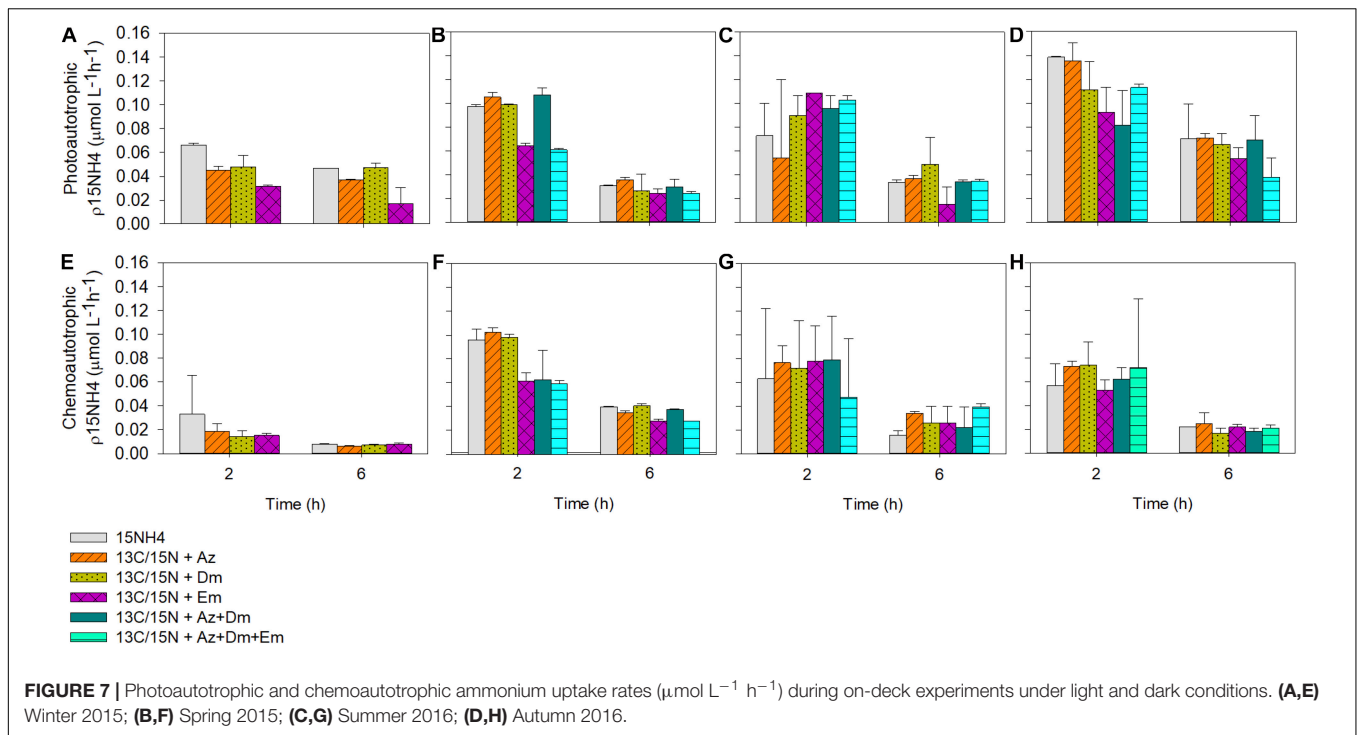 A
B
C
D
Photoautotrophic
ρ15NH4 (μmol L-1h-1)
0.16
0.14
0.12
0.10
0.08
0.06
0.04
0.02
0.00
2
6
E
F
G
H
Chemoautotrophic
ρ15NH4 (μmol L-1h-1)
0.16
0.14
0.12
0.10
0.08
0.06
0.04
0.02
0.00
2 6 2 6 2 6 2 6
Time (h) Time (h) Time (h) Time (h)
15NH4
13C/15N + Az
13C/15N + Dm
13C/15N + Em
13C/15N + Az+Dm
13C/15N + Az+Dm+Em
FIGURE 7 | Photoautotrophic and chemoautotrophic ammonium uptake rates (μmol L−1 h−1) during on-deck experiments under light and dark conditions. (A,E)
Winter 2015; (B,F) Spring 2015; (C,G) Summer 2016; (D,H) Autumn 2016.